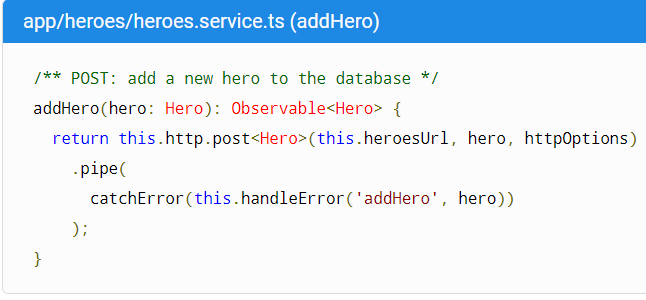 app/heroes/heroes.service.ts (addHero)
/** POST: add a new hero to the database */
addHero(hero: Hero): Observable<Hero> {
  return this.http.post<Hero>(this.heroesUrl, hero, httpOptions)
    .pipe(
      catchError(this.handleError('addHero', hero))
    );
}